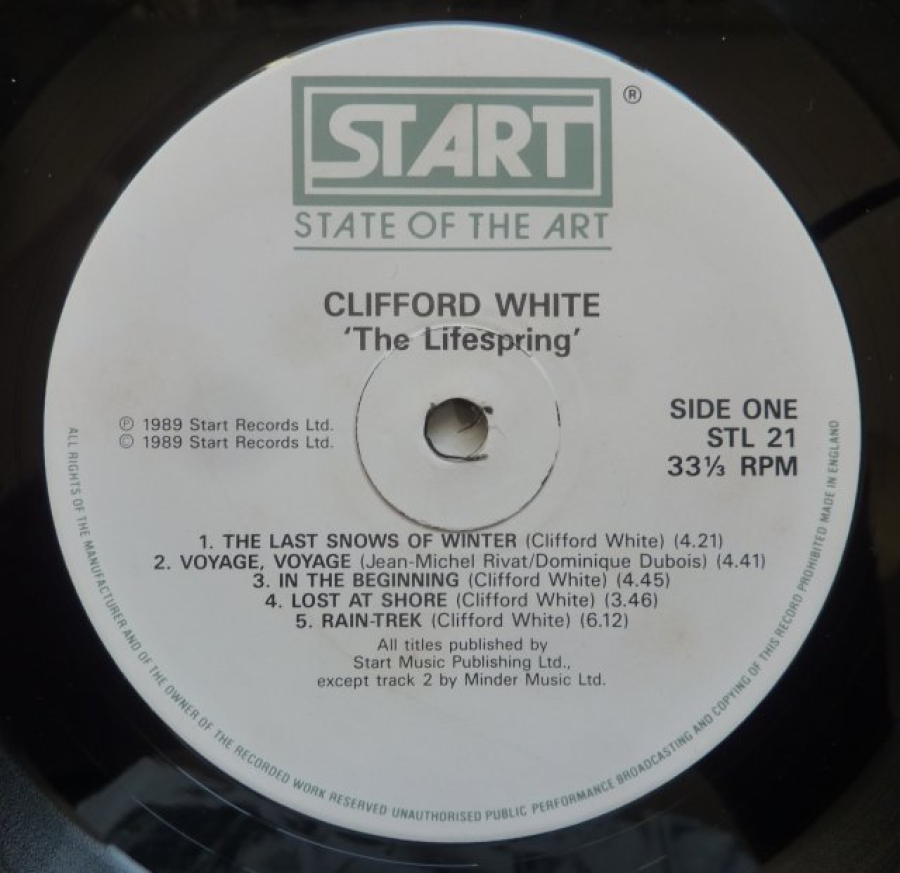 START ®
STATE OF THE ART
CLIFFORD WHITE
‘The Lifespring’
℗ 1989 Start Records Ltd.
© 1989 Start Records Ltd.
SIDE ONE
STL 21
33⅓ RPM
1. THE LAST SNOWS OF WINTER (Clifford White) (4.21)
2. VOYAGE, VOYAGE (Jean-Michel Rivat/Dominique Dubois) (4.41)
3. IN THE BEGINNING (Clifford White) (4.45)
4. LOST AT SHORE (Clifford White) (3.46)
5. RAIN-TREK (Clifford White) (6.12)
All titles published by
Start Music Publishing Ltd.,
except track 2 by Minder Music Ltd.
ALL RIGHTS OF THE MANUFACTURER AND OF THE OWNER OF THE RECORDED WORK RESERVED UNAUTHORISED PUBLIC PERFORMANCE BROADCASTING AND COPYING OF THIS RECORD PROHIBITED MADE IN ENGLAND